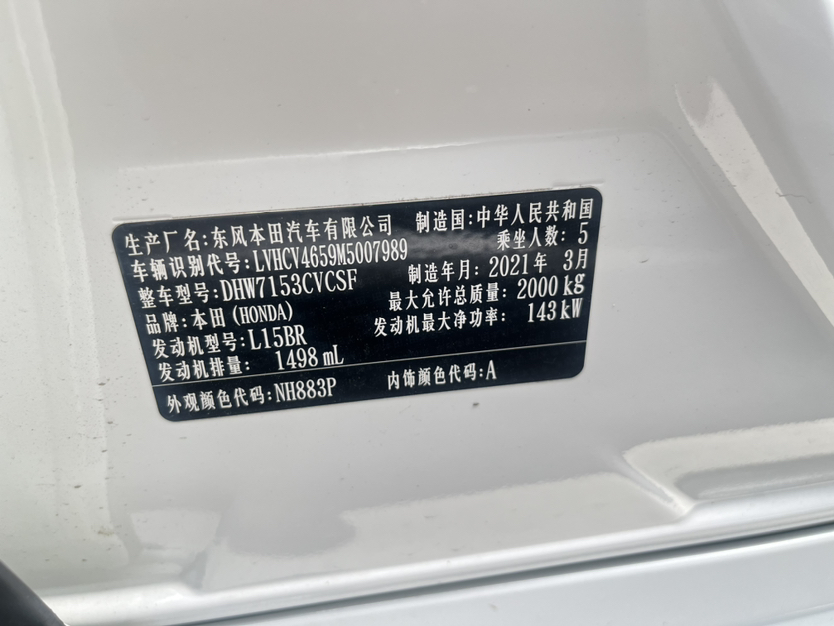 生产厂名:东风本田汽车有限公司 制造国:中华人民共和国
车辆识别代号:LVHCV4659M5007989 乘坐人数: 5
整车型号:DHW7153CVCSF 制造年月: 2021年 3月
品牌:本田(HONDA) 最大允许总质量: 2000 kg
发动机型号:L15BR 发动机最大净功率: 143 kW
发动机排量: 1498 mL
外观颜色代码:NH883P 内饰颜色代码:A